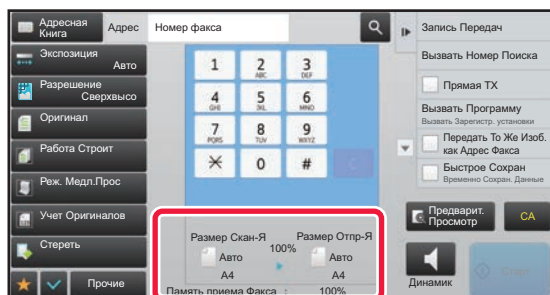 Адресная
Книга
Адрес
Номер факса
Экспозиция
Авто
Разрешение
Сверхвысо
Оригинал
Работа Строит
Реж. Медл.Прос
Учет Оригиналов
Стереть
Прочие
1
2
ABC
3
DEF
4
GHI
5
JKL
6
MNO
7
PQRS
8
TUV
9
WXYZ
0
#
C
Размер Скан-Я
100%
Размер Отпр-Я
Авто
A4
Авто
A4
Память приема Факса :
100%
Запись Передач
Вызвать Номер Поиска
Прямая TX
Вызвать Программу
Вызвать Зарегистр. установки
Передать То Же Изоб.
как Адрес Факса
Быстрое Сохран
Временно Сохран. Данные
Предварит.
Просмотр
CA
Динамик
Старт